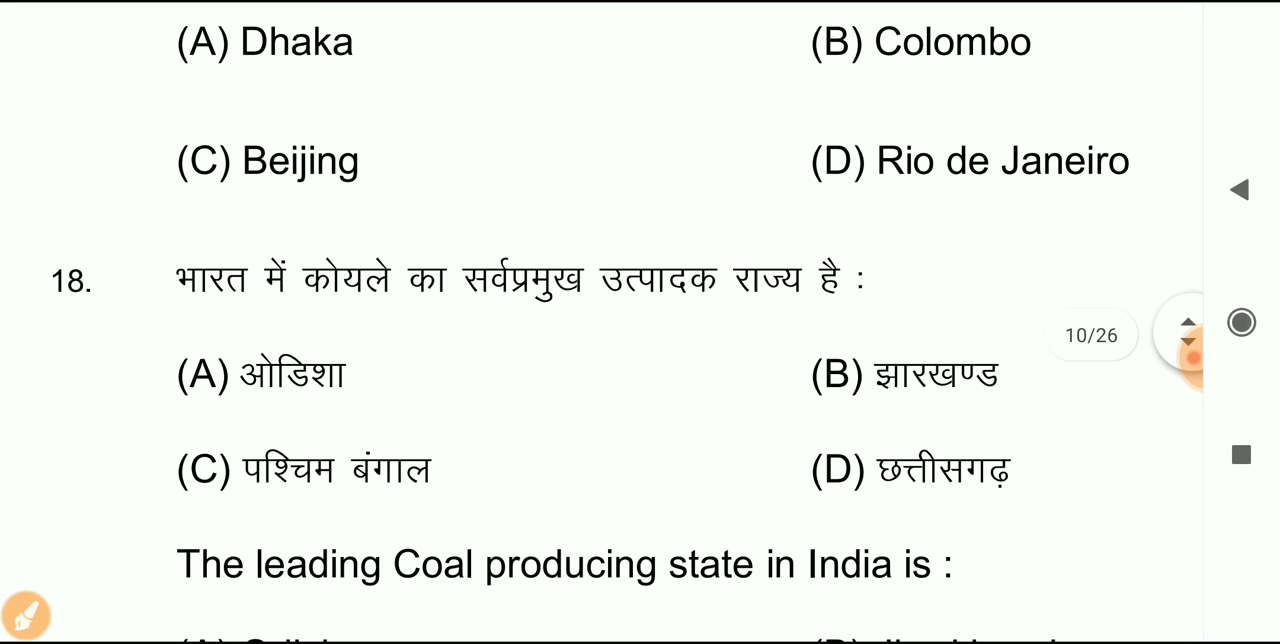 (A) Dhaka (B) Colombo
(C) Beijing (D) Rio de Janeiro
18. भारत में कोयले का सर्वप्रमुख उत्पादक राज्य है :
10/26
(A) ओडिशा (B) झारखण्ड
(C) पश्चिम बंगाल (D) छत्तीसगढ़
The leading Coal producing state in India is :